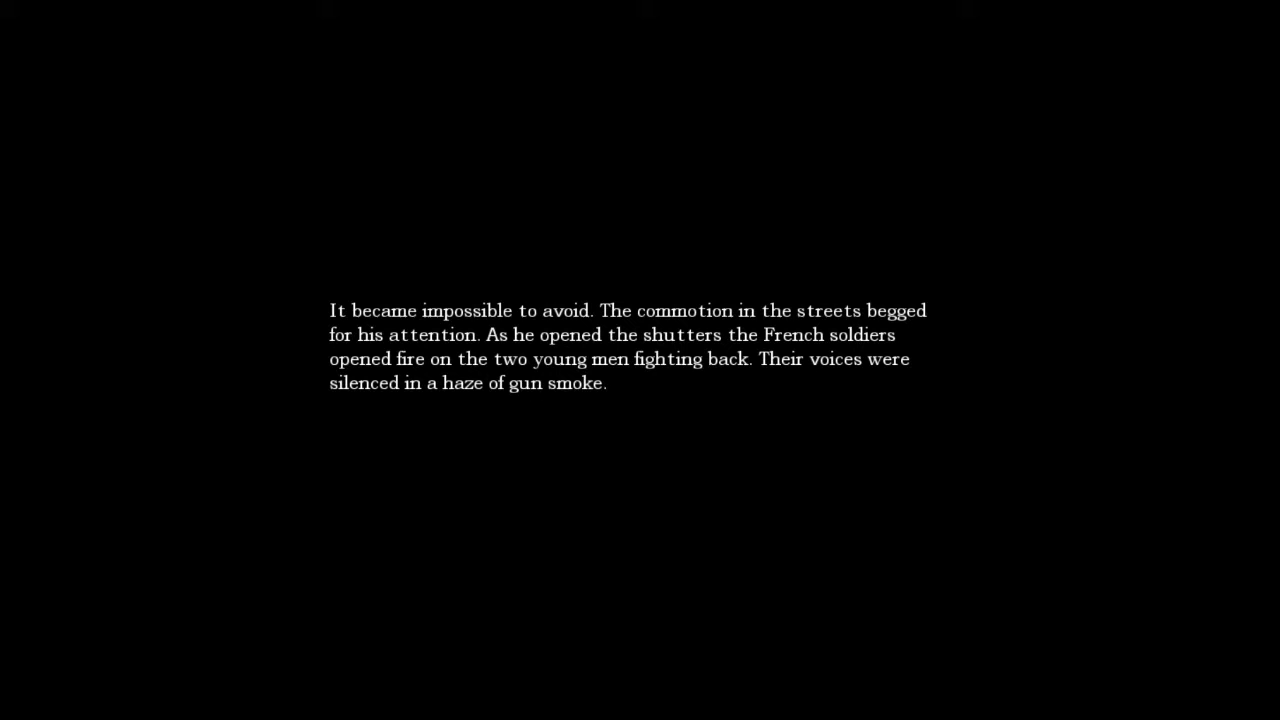 It became impossible to avoid. The commotion in the streets begged
for his attention. As he opened the shutters the French soldiers
opened fire on the two young men fighting back. Their voices were
silenced in a haze of gun smoke.